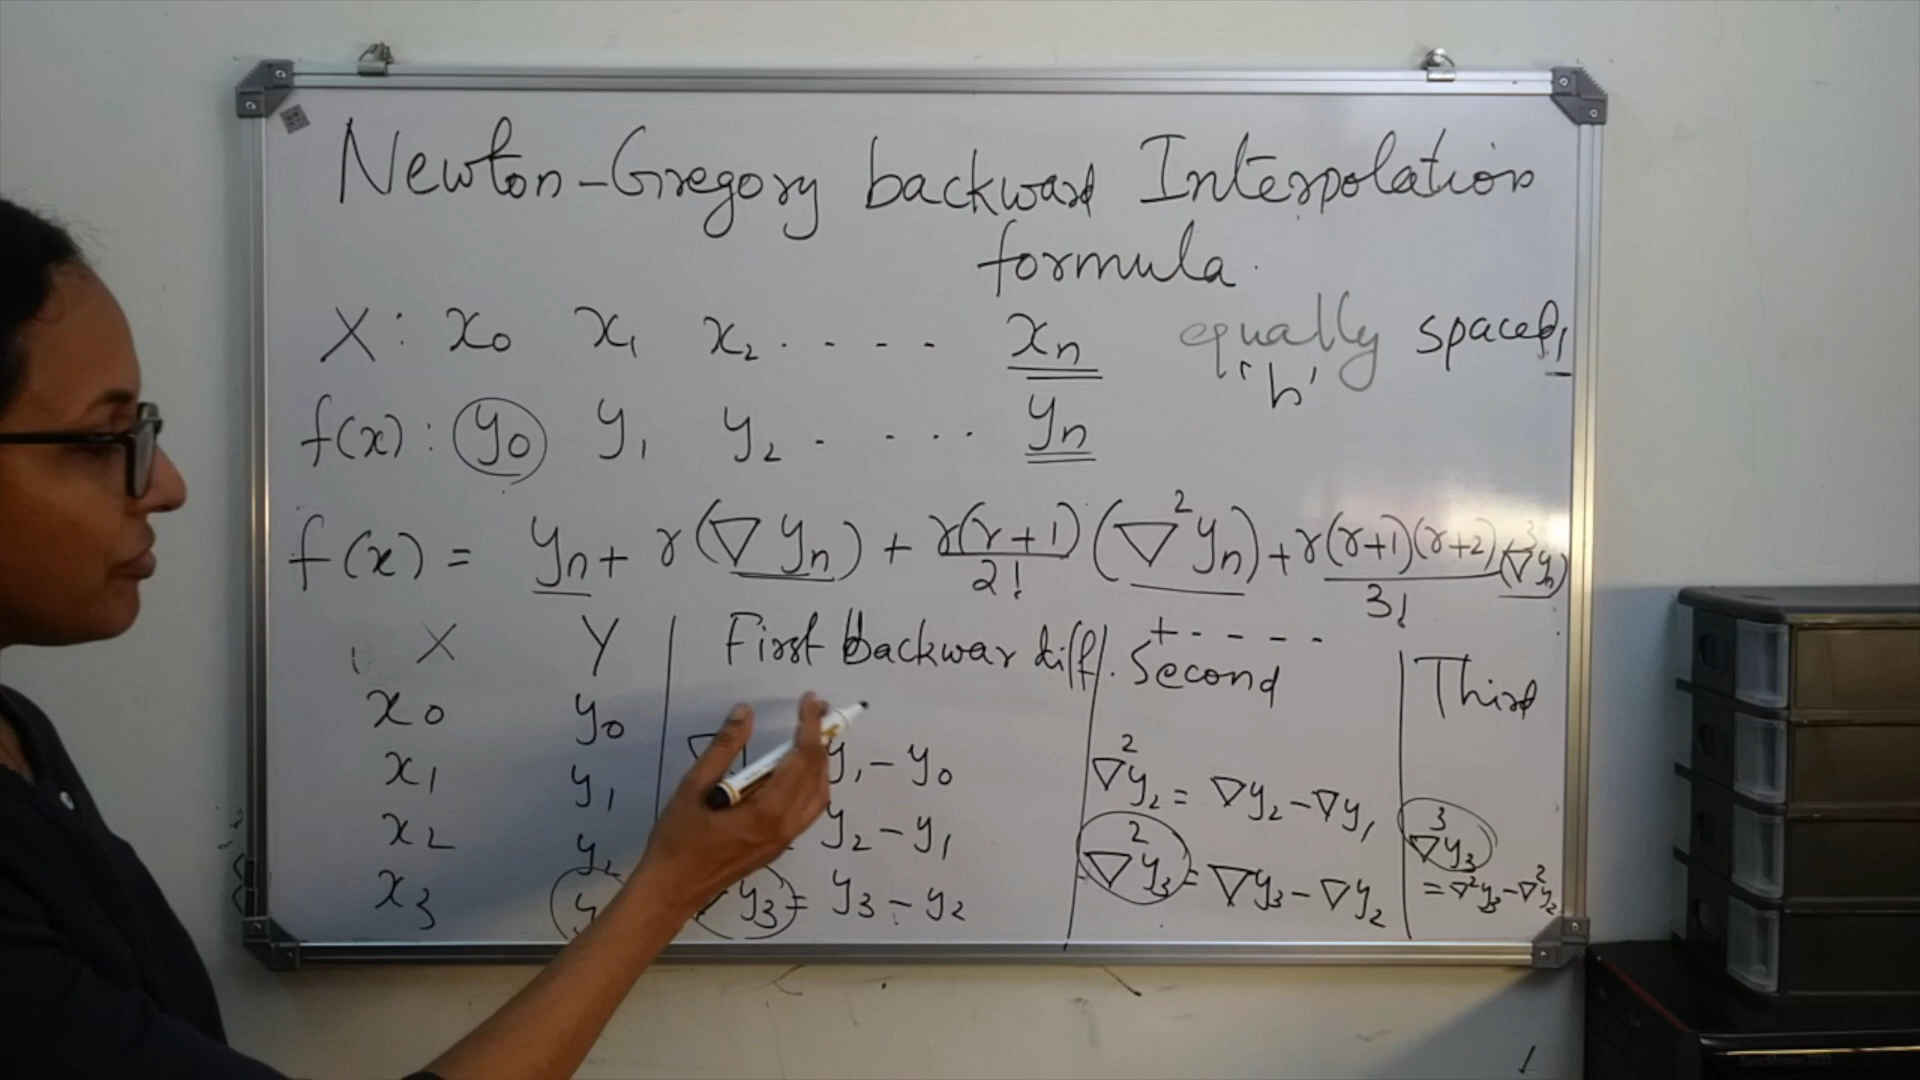 Newton-Gregory backward Interpolation
formula.
X: x₀ x₁ x₂ . . - - - xₙ equally spaced,
'h'
f(x): y₀ y₁ y₂ . . . . . yₙ
f(x) = yₙ + r(∇yₙ) + r(r+1)/2! (∇²yₙ) + r(r+1)(r+2)/3! (∇³yₙ)
+ - - - -
X Y First backwar diff. Second Third
x₀ y₀
x₁ y₁ y₁ - y₀ ∇²y₂ = ∇y₂ - ∇y₁
x₂ y₂ y₂ - y₁ ∇³y₃
x₃ y ∇y₃ = y₃ - y₂ ∇²y₃ = ∇y₃ - ∇y₂ = ∇²y₃ - ∇²y₂